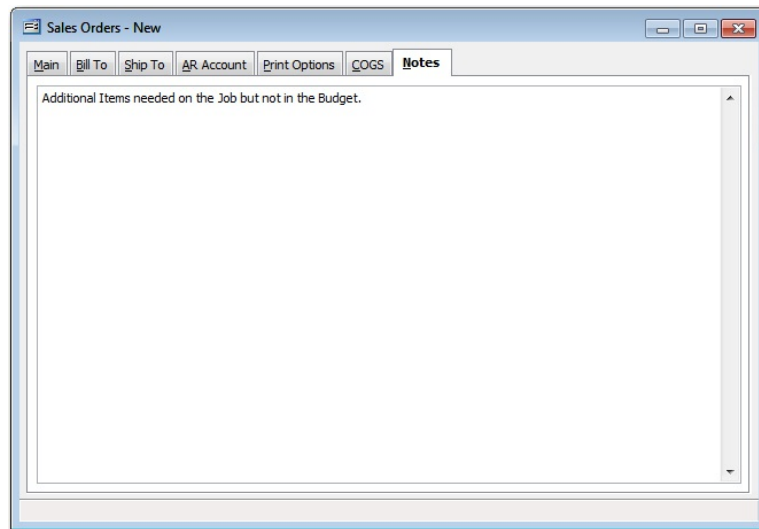 Sales Orders - New
Main Bill To Ship To AR Account Print Options COGS Notes
Additional Items needed on the Job but not in the Budget.